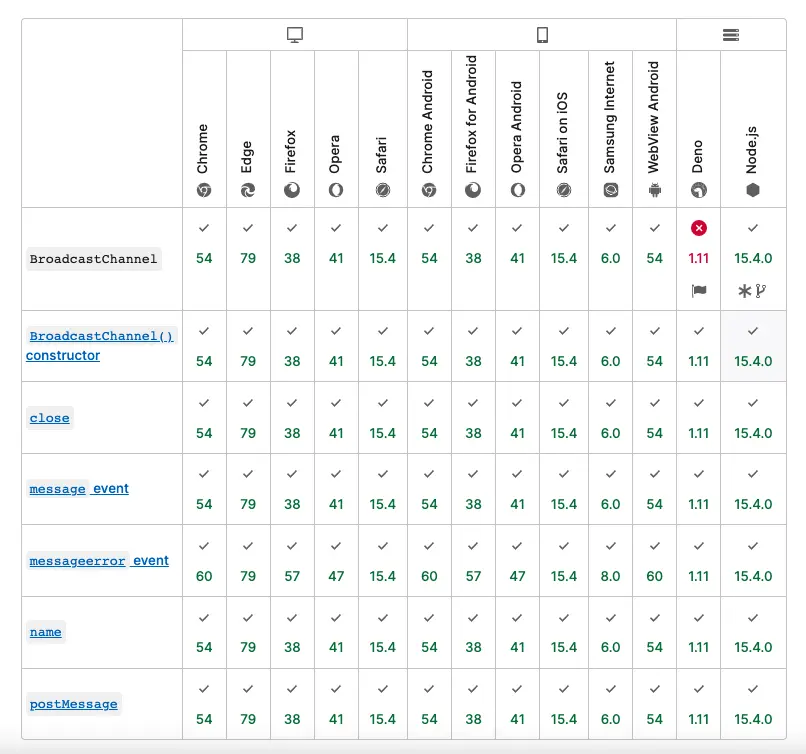 Chrome Edge Firefox Opera Safari Chrome Android Firefox for Android Opera Android Safari on iOS Samsung Internet WebView Android Deno Node.js
BroadcastChannel 54 79 38 41 15.4 54 38 41 15.4 6.0 54 1.11 15.4.0
BroadcastChannel()
constructor 54 79 38 41 15.4 54 38 41 15.4 6.0 54 1.11 15.4.0
close 54 79 38 41 15.4 54 38 41 15.4 6.0 54 1.11 15.4.0
message event 54 79 38 41 15.4 54 38 41 15.4 6.0 54 1.11 15.4.0
messageerror event 60 79 57 47 15.4 60 57 47 15.4 8.0 60 1.11 15.4.0
name 54 79 38 41 15.4 54 38 41 15.4 6.0 54 1.11 15.4.0
postMessage 54 79 38 41 15.4 54 38 41 15.4 6.0 54 1.11 15.4.0